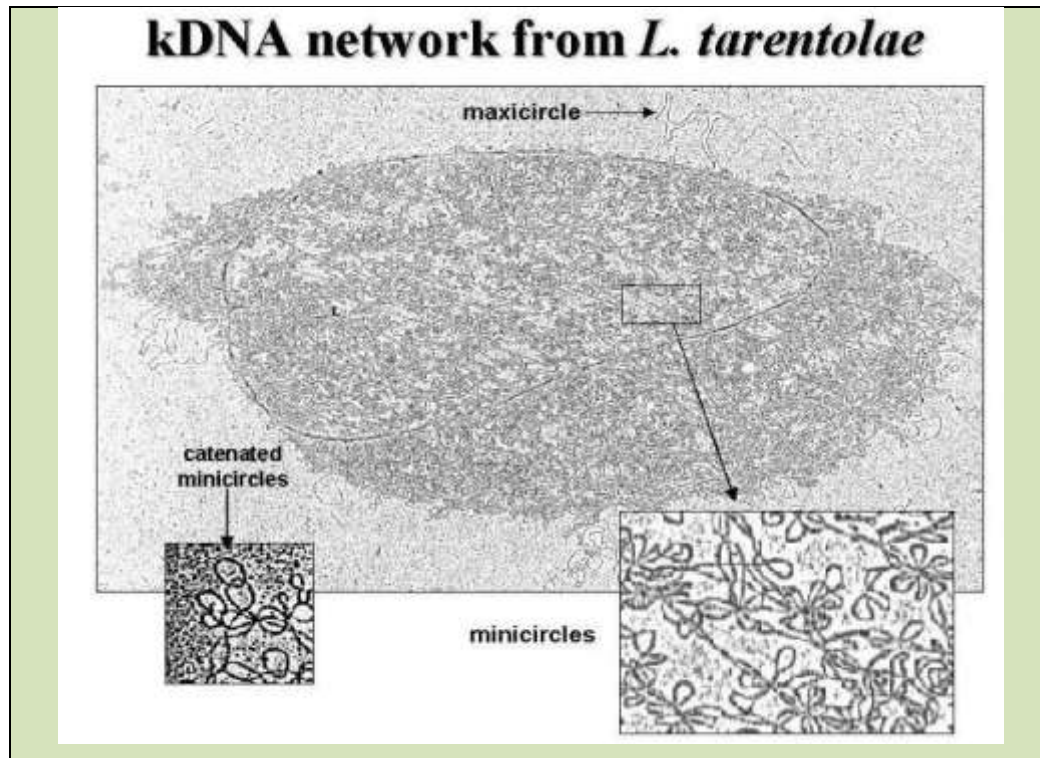 kDNA network from L. tarentolae
maxicircle
catenated
minicircles
minicircles